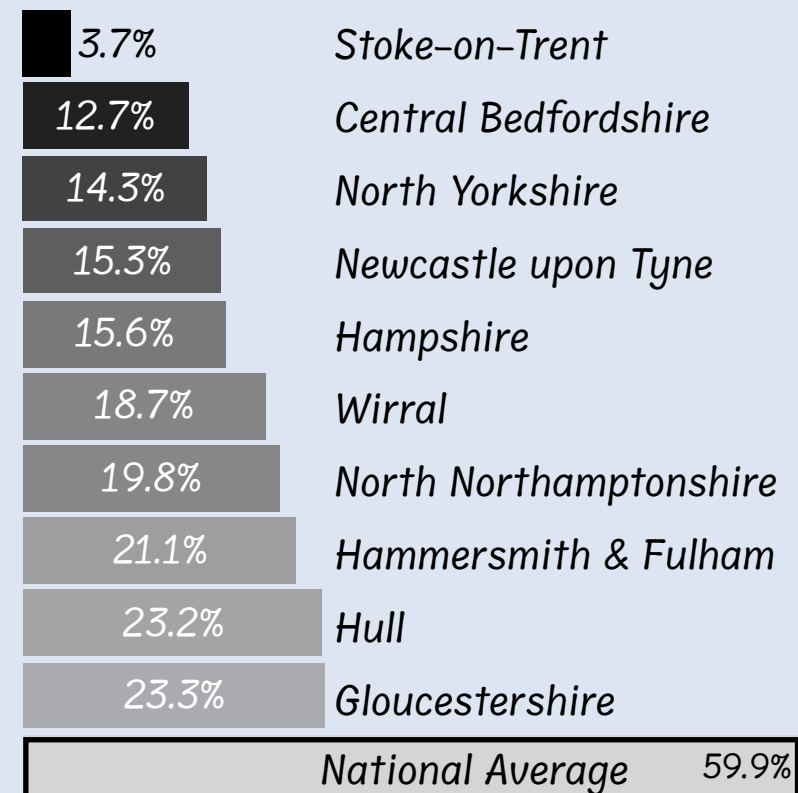 3.7% Stoke-on-Trent
12.7% Central Bedfordshire
14.3% North Yorkshire
15.3% Newcastle upon Tyne
15.6% Hampshire
18.7% Wirral
19.8% North Northamptonshire
21.1% Hammersmith & Fulham
23.2% Hull
23.3% Gloucestershire
National Average 59.9%